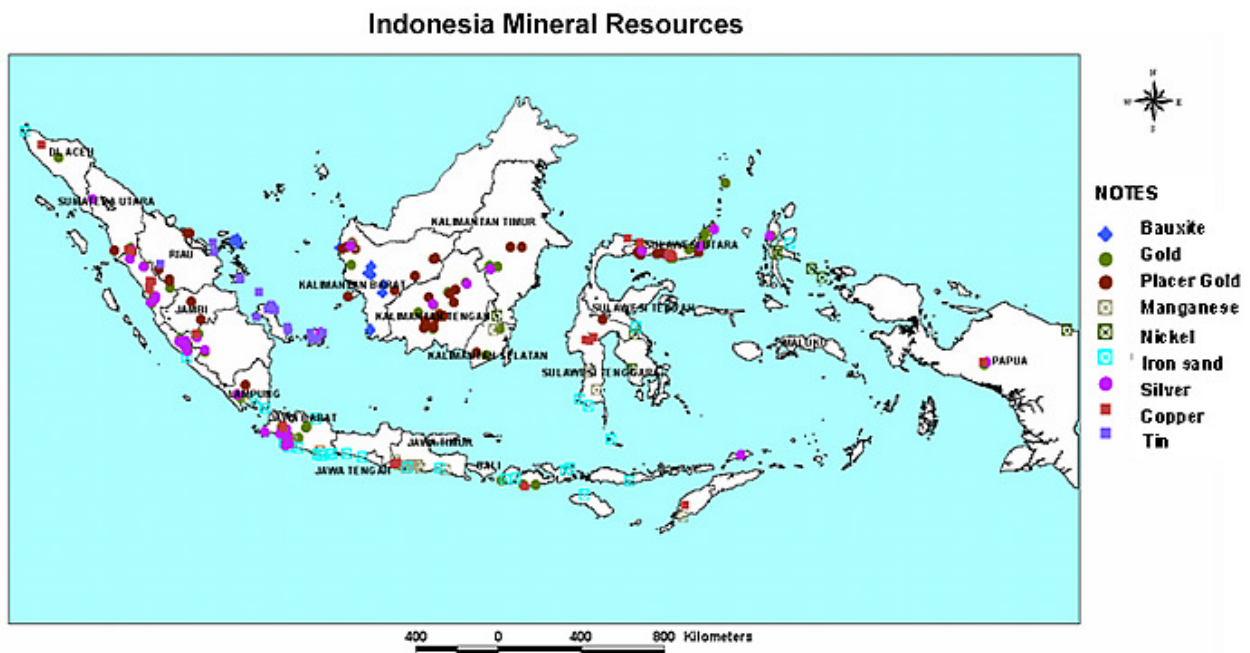 Indonesia Mineral Resources
N
W E
S
DI. ACEH
SUMATERA UTARA
KALIMANTAN TIMUR
SULAWESI UTARA
RIAU
KALIMANTAN BARAT
JAMBI
KALIMANTAN TENGAH
SULAWESI TENGAH
MALUKU
KALIMANTAN SELATAN
PAPUA
SULAWESI TENGGARA
LAMPUNG
JAWA BARAT
JAWA TIMUR
JAWA TENGAH
BALI
NOTES
Bauxite
Gold
Placer Gold
Manganese
Nickel
Iron sand
Silver
Copper
Tin
400 0 400 800 Kilometers